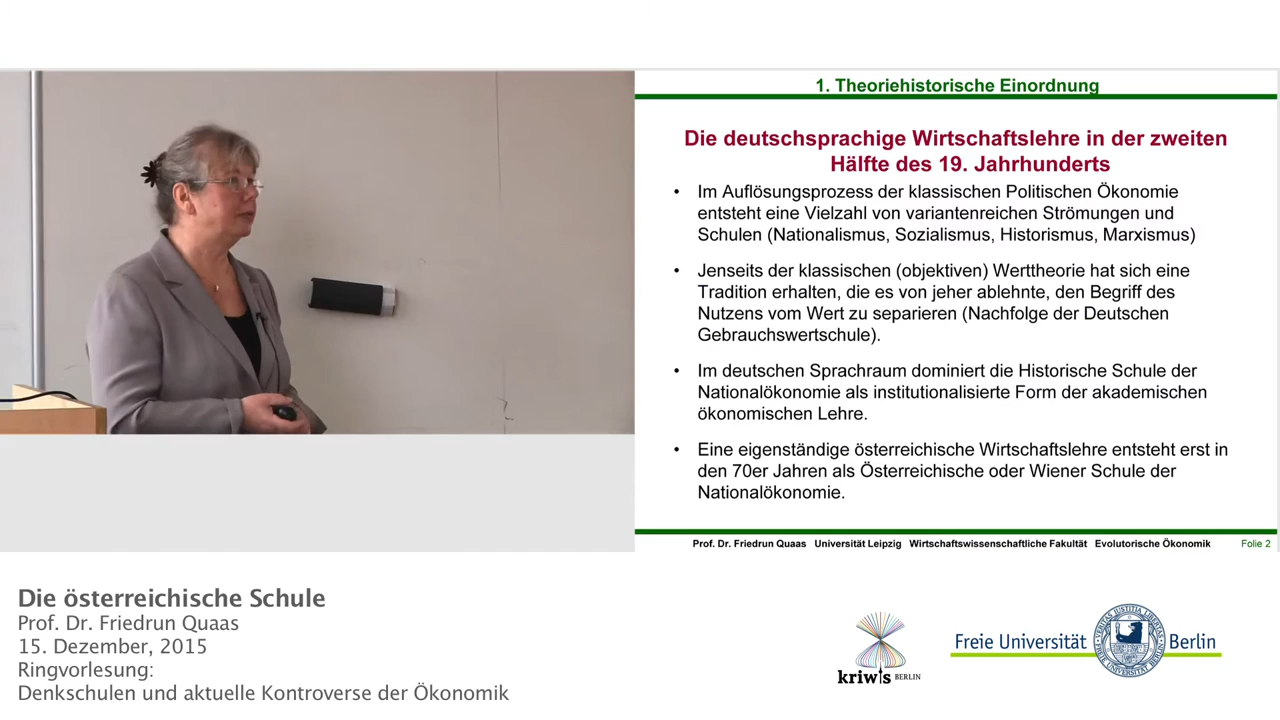 1. Theoriehistorische Einordnung
Die deutschsprachige Wirtschaftslehre in der zweiten
Hälfte des 19. Jahrhunderts
• Im Auflösungsprozess der klassischen Politischen Ökonomie
entsteht eine Vielzahl von variantenreichen Strömungen und
Schulen (Nationalismus, Sozialismus, Historismus, Marxismus)
• Jenseits der klassischen (objektiven) Werttheorie hat sich eine
Tradition erhalten, die es von jeher ablehnte, den Begriff des
Nutzens vom Wert zu separieren (Nachfolge der Deutschen
Gebrauchswertschule).
• Im deutschen Sprachraum dominiert die Historische Schule der
Nationalökonomie als institutionalisierte Form der akademischen
ökonomischen Lehre.
• Eine eigenständige österreichische Wirtschaftslehre entsteht erst in
den 70er Jahren als Österreichische oder Wiener Schule der
Nationalökonomie.
Prof. Dr. Friedrun Quaas Universität Leipzig Wirtschaftswissenschaftliche Fakultät Evolutorische Ökonomik Folie 2
Die österreichische Schule
Prof. Dr. Friedrun Quaas
15. Dezember, 2015
Ringvorlesung:
Denkschulen und aktuelle Kontroverse der Ökonomik
kriwis BERLIN
Freie Universität Berlin